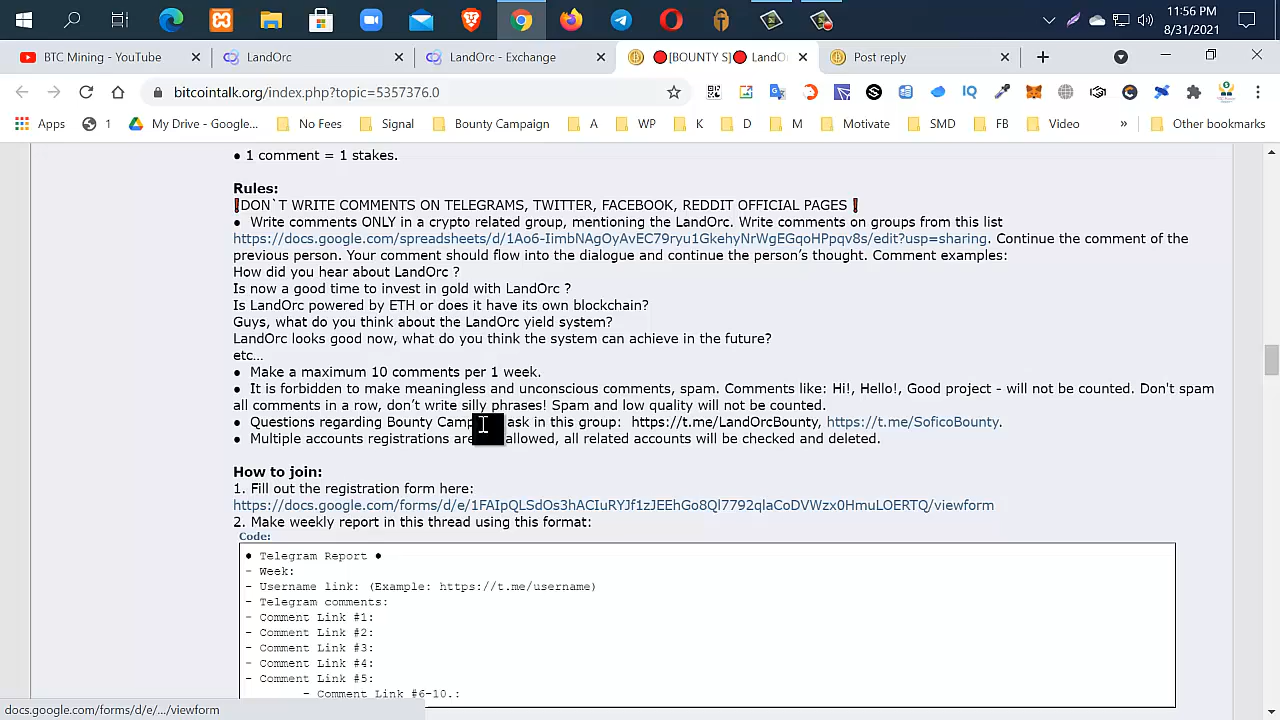 11:56 PM
8/31/2021
BTC Mining - YouTube
LandOrc
LandOrc - Exchange
[BOUNTY S] LandO
Post reply
bitcointalk.org/index.php?topic=5357376.0
Apps
1
My Drive - Google...
No Fees
Signal
Bounty Campaign
A
WP
K
D
M
Motivate
SMD
FB
Video
»
Other bookmarks
● 1 comment = 1 stakes.
Rules:
❗DON`T WRITE COMMENTS ON TELEGRAMS, TWITTER, FACEBOOK, REDDIT OFFICIAL PAGES❗
● Write comments ONLY in a crypto related group, mentioning the LandOrc. Write comments on groups from this list
https://docs.google.com/spreadsheets/d/1Ao6-IimbNAgOyAvEC79ryu1GkehyNrWgEGqoHPpqv8s/edit?usp=sharing. Continue the comment of the
previous person. Your comment should flow into the dialogue and continue the person's thought. Comment examples:
How did you hear about LandOrc ?
Is now a good time to invest in gold with LandOrc ?
Is LandOrc powered by ETH or does it have its own blockchain?
Guys, what do you think about the LandOrc yield system?
LandOrc looks good now, what do you think the system can achieve in the future?
etc...
● Make a maximum 10 comments per 1 week.
● It is forbidden to make meaningless and unconscious comments, spam. Comments like: Hi!, Hello!, Good project - will not be counted. Don't spam
all comments in a row, don't write silly phrases! Spam and low quality will not be counted.
● Questions regarding Bounty Camp ask in this group: https://t.me/LandOrcBounty, https://t.me/SoficoBounty.
● Multiple accounts registrations are allowed, all related accounts will be checked and deleted.
How to join:
1. Fill out the registration form here:
https://docs.google.com/forms/d/e/1FAIpQLSdOs3hACIuRYJf1zJEEhGo8Ql7792qlaCoDVWzx0HmuLOERTQ/viewform
2. Make weekly report in this thread using this format:
Code:
● Telegram Report ●
- Week:
- Username link: (Example: https://t.me/username)
- Telegram comments:
- Comment Link #1:
- Comment Link #2:
- Comment Link #3:
- Comment Link #4:
- Comment Link #5:
- Comment Link #6-10.:
docs.google.com/forms/d/e/.../viewform